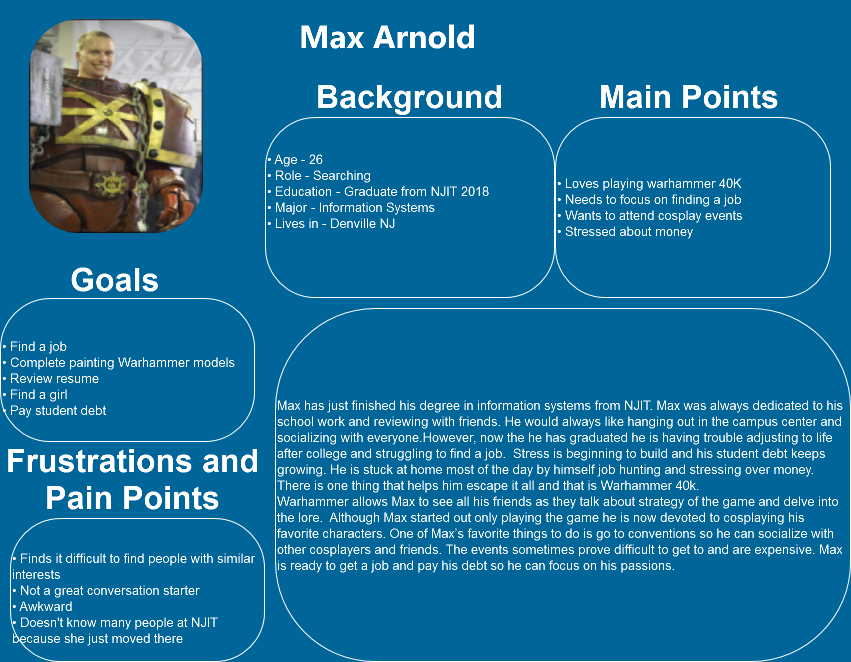 Max Arnold
Background
• Age - 26
• Role - Searching
• Education - Graduate from NJIT 2018
• Major - Information Systems
• Lives in - Denville NJ
Main Points
• Loves playing warhammer 40K
• Needs to focus on finding a job
• Wants to attend cosplay events
• Stressed about money
Goals
• Find a job
• Complete painting Warhammer models
• Review resume
• Find a girl
• Pay student debt
Frustrations and
Pain Points
• Finds it difficult to find people with similar
interests
• Not a great conversation starter
• Awkward
• Doesn't know many people at NJIT
because she just moved there
Max has just finished his degree in information systems from NJIT. Max was always dedicated to his
school work and reviewing with friends. He would always like hanging out in the campus center and
socializing with everyone.However, now the he has graduated he is having trouble adjusting to life
after college and struggling to find a job.  Stress is beginning to build and his student debt keeps
growing. He is stuck at home most of the day by himself job hunting and stressing over money.
There is one thing that helps him escape it all and that is Warhammer 40k.
Warhammer allows Max to see all his friends as they talk about strategy of the game and delve into
the lore.  Although Max started out only playing the game he is now devoted to cosplaying his
favorite characters. One of Max's favorite things to do is go to conventions so he can socialize with
other cosplayers and friends. The events sometimes prove difficult to get to and are expensive. Max
is ready to get a job and pay his debt so he can focus on his passions.